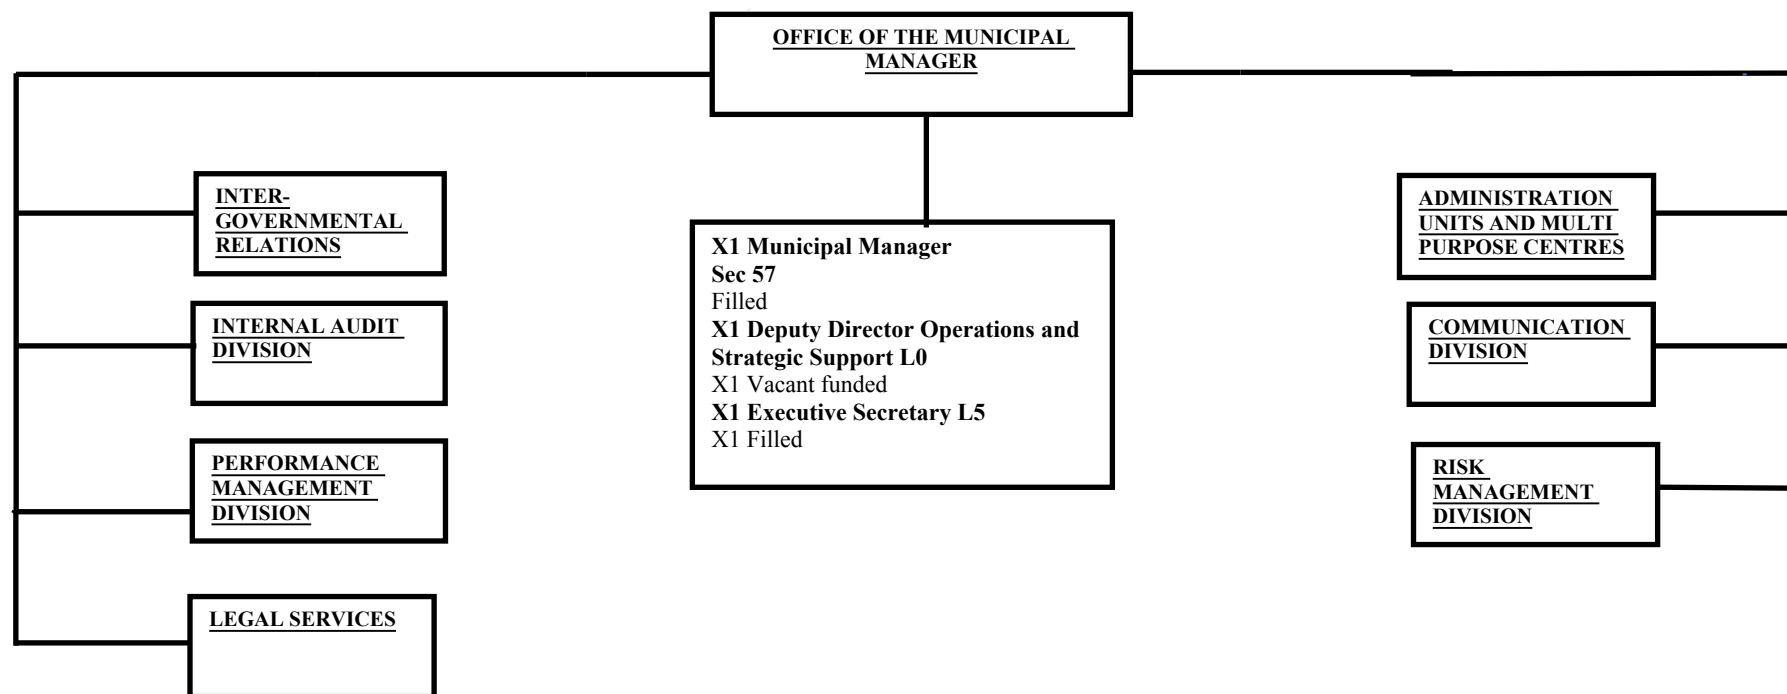 OFFICE OF THE MUNICIPAL
MANAGER
INTER-
GOVERNMENTAL
RELATIONS
INTERNAL AUDIT
DIVISION
PERFORMANCE
MANAGEMENT
DIVISION
LEGAL SERVICES
X1 Municipal Manager
Sec 57
Filled
X1 Deputy Director Operations and
Strategic Support L0
X1 Vacant funded
X1 Executive Secretary L5
X1 Filled
ADMINISTRATION
UNITS AND MULTI
PURPOSE CENTRES
COMMUNICATION
DIVISION
RISK
MANAGEMENT
DIVISION